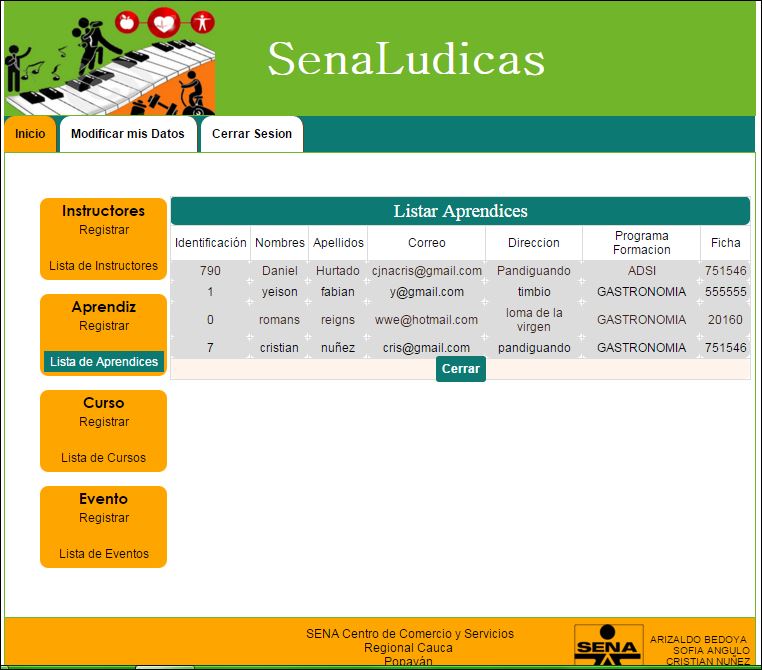 SenaLudicas
Inicio Modificar mis Datos Cerrar Sesion
Instructores
Registrar
Lista de Instructores
Aprendiz
Registrar
Lista de Aprendices
Curso
Registrar
Lista de Cursos
Evento
Registrar
Lista de Eventos
Listar Aprendices
Identificación Nombres Apellidos Correo Direccion Programa Formacion Ficha
790 Daniel Hurtado cjnacris@gmail.com Pandiguando ADSI 751546
1 yeison fabian y@gmail.com timbio GASTRONOMIA 555555
0 romans reigns wwe@hotmail.com loma de la virgen GASTRONOMIA 20160
7 cristian nuñez cris@gmail.com pandiguando GASTRONOMIA 751546
Cerrar
SENA Centro de Comercio y Servicios
Regional Cauca
Popayán
SENA
ARIZALDO BEDOYA
SOFIA ANGULO
CRISTIAN NUÑEZ